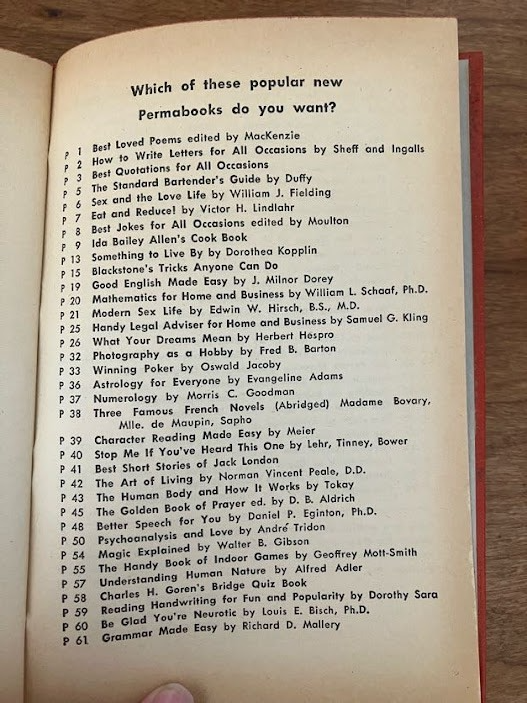 Which of these popular new
Permabooks do you want?
P 1 Best Loved Poems edited by MacKenzie
P 2 How to Write Letters for All Occasions by Sheff and Ingalls
P 3 Best Quotations for All Occasions
P 5 The Standard Bartender's Guide by Duffy
P 6 Sex and the Love Life by William J. Fielding
P 7 Eat and Reduce! by Victor H. Lindlahr
P 8 Best Jokes for All Occasions edited by Moulton
P 9 Ida Bailey Allen's Cook Book
P 13 Something to Live By by Dorothea Kopplin
P 15 Blackstone's Tricks Anyone Can Do
P 19 Good English Made Easy by J. Milnor Dorey
P 20 Mathematics for Home and Business by William L. Schaaf, Ph.D.
P 21 Modern Sex Life by Edwin W. Hirsch, B.S., M.D.
P 25 Handy Legal Adviser for Home and Business by Samuel G. Kling
P 26 What Your Dreams Mean by Herbert Hespro
P 32 Photography as a Hobby by Fred B. Barton
P 33 Winning Poker by Oswald Jacoby
P 36 Astrology for Everyone by Evangeline Adams
P 37 Numerology by Morris C. Goodman
P 38 Three Famous French Novels (Abridged) Madame Bovary,
Mlle. de Maupin, Sapho
P 39 Character Reading Made Easy by Meier
P 40 Stop Me If You've Heard This One by Lehr, Tinney, Bower
P 41 Best Short Stories of Jack London
P 42 The Art of Living by Norman Vincent Peale, D.D.
P 43 The Human Body and How It Works by Tokay
P 45 The Golden Book of Prayer ed. by D. B. Aldrich
P 48 Better Speech for You by Daniel P. Eginton, Ph.D.
P 50 Psychoanalysis and Love by André Tridon
P 54 Magic Explained by Walter B. Gibson
P 55 The Handy Book of Indoor Games by Geoffrey Mott-Smith
P 57 Understanding Human Nature by Alfred Adler
P 58 Charles H. Goren's Bridge Quiz Book
P 59 Reading Handwriting for Fun and Popularity by Dorothy Sara
P 60 Be Glad You're Neurotic by Louis E. Bisch, Ph.D.
P 61 Grammar Made Easy by Richard D. Mallery